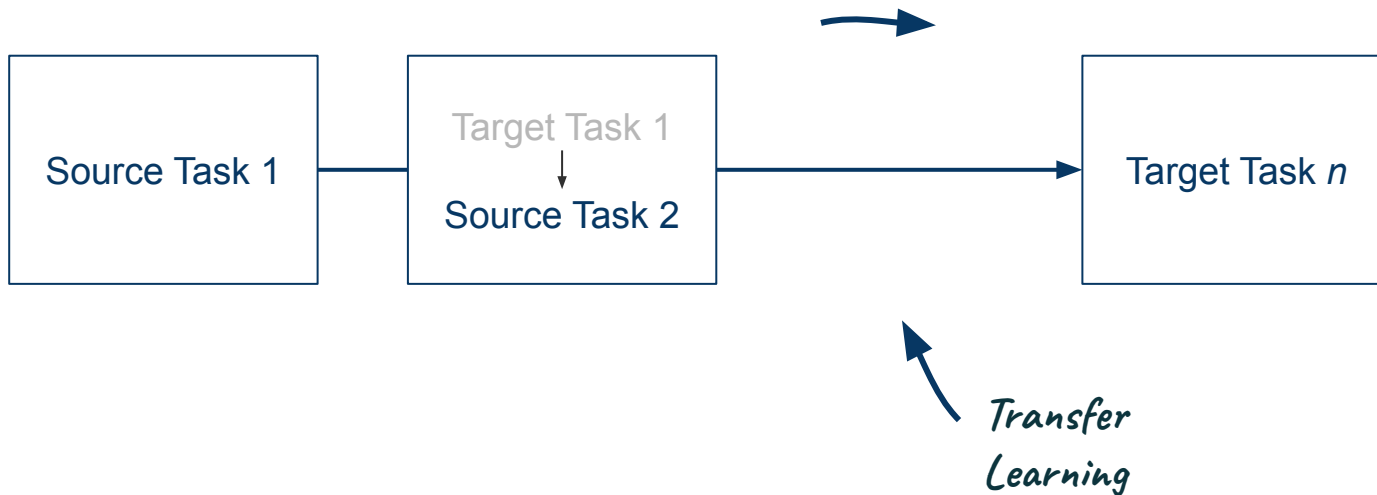 Source Task 1
Target Task 1
Source Task 2
Target Task n
Transfer
Learning